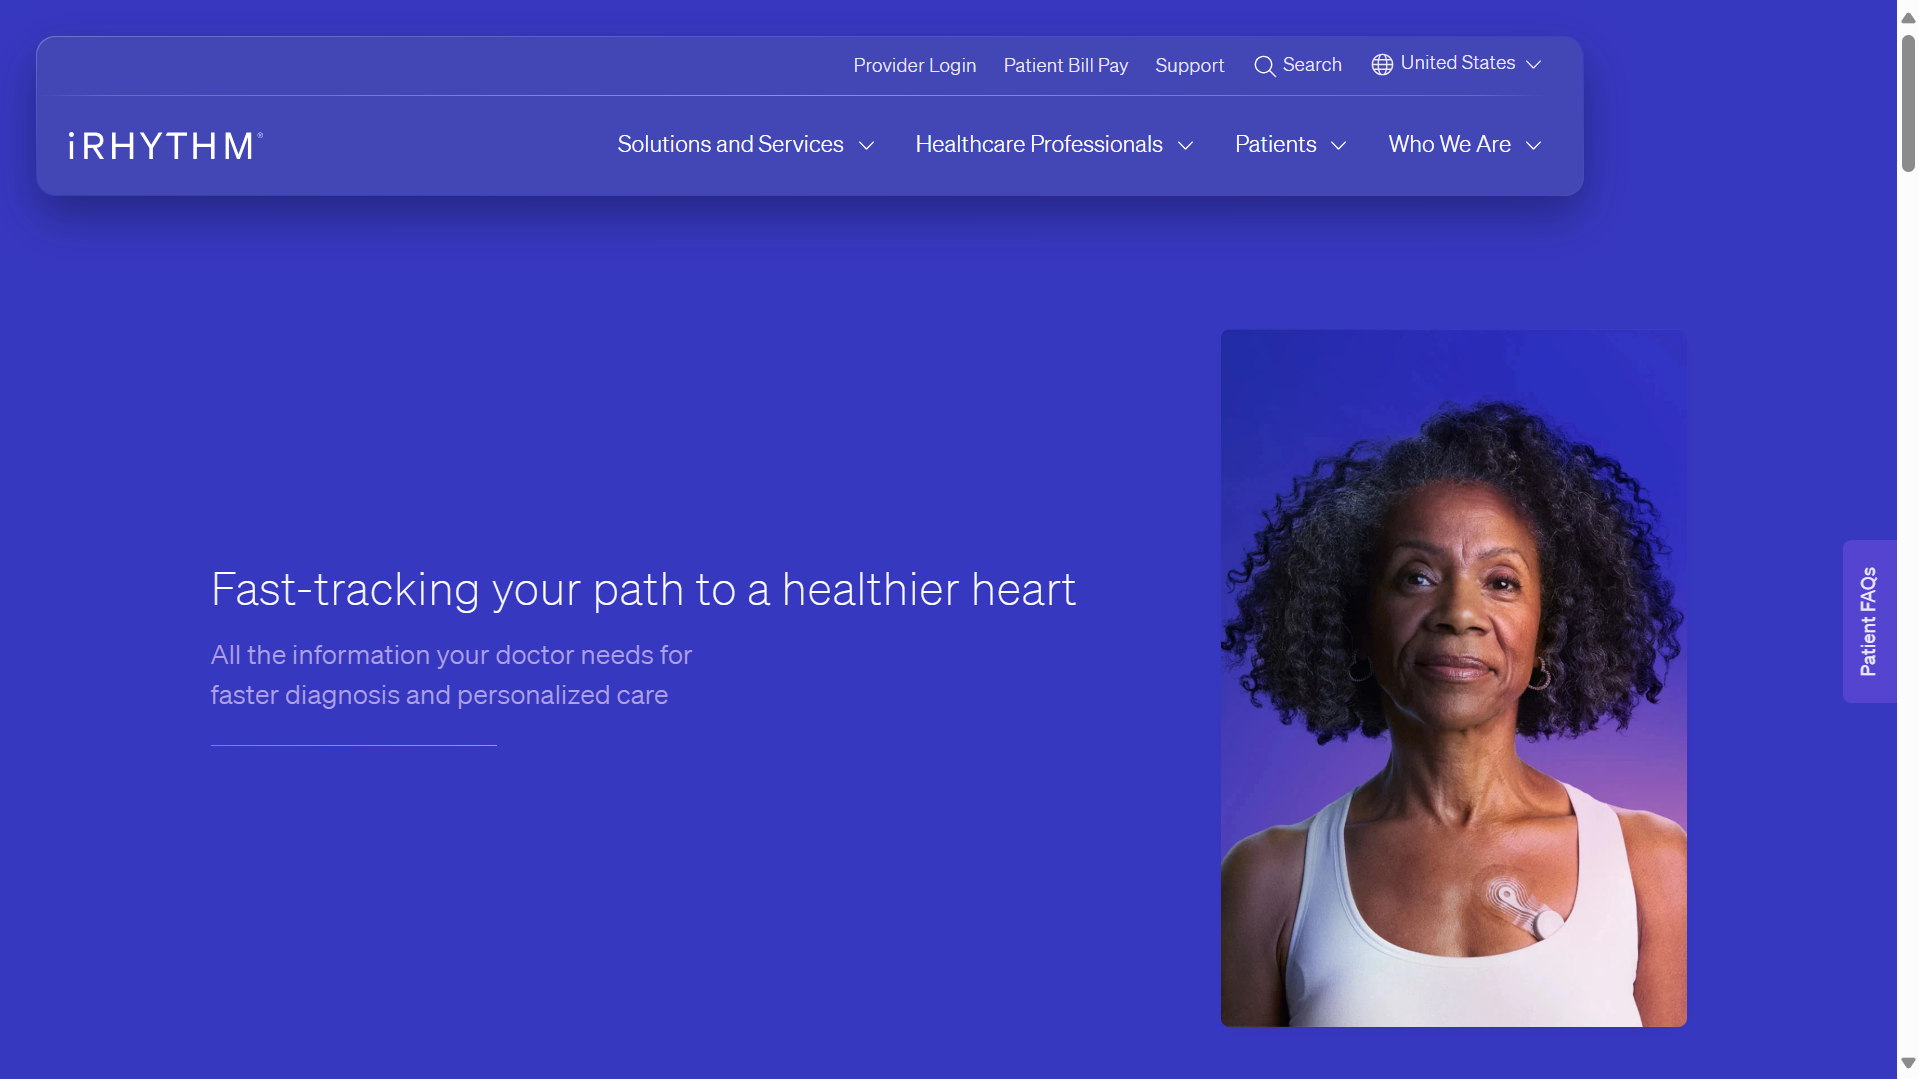 Provider Login
Patient Bill Pay
Support
Search
United States
iRHYTHM®
Solutions and Services
Healthcare Professionals
Patients
Who We Are
Fast-tracking your path to a healthier heart
All the information your doctor needs for
faster diagnosis and personalized care
Patient FAQs